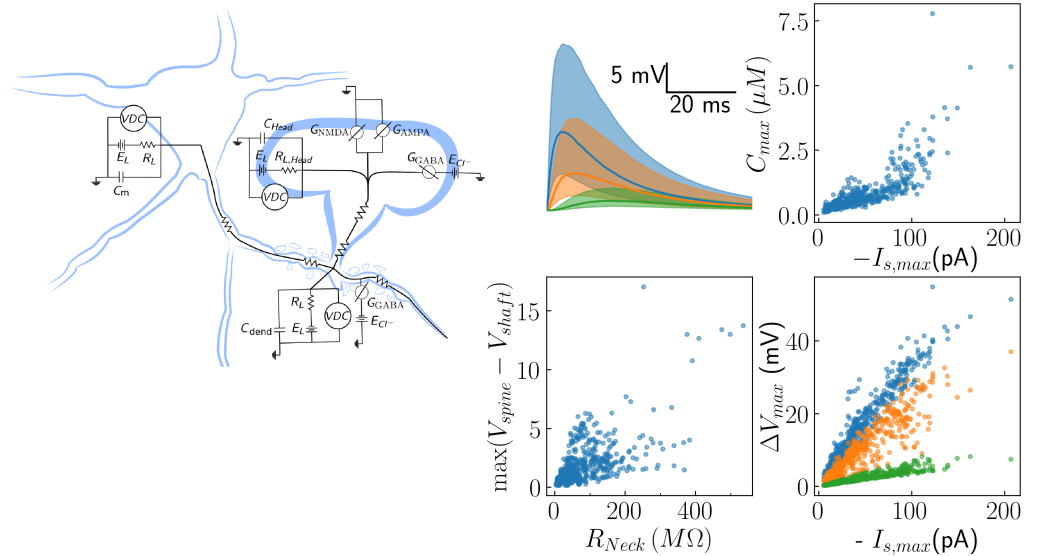 VDC
E_L
R_L
C_m
C_Head
E_L
R_L,Head
VDC
G_NMDA
G_AMPA
G_GABA
E_Cl−
R_L
VDC
C_dend
E_L
G_GABA
E_Cl−
5 mV
20 ms
C_max (μM)
7.5
5.0
2.5
0.0
0
100
200
−I_s,max(pA)
max(V_spine − V_shaft)
15
10
5
0
0
200
400
R_Neck (MΩ)
ΔV_max (mV)
40
20
0
0
100
200
- I_s,max(pA)